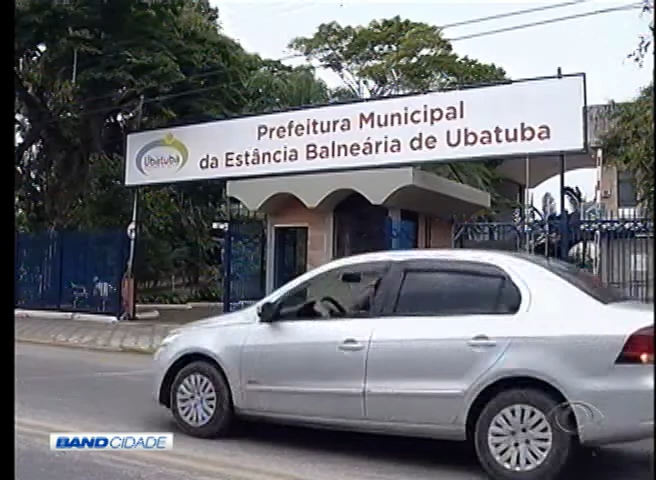 Prefeitura Municipal
da Estância Balneária de Ubatuba
Ubatuba
BAND CIDADE